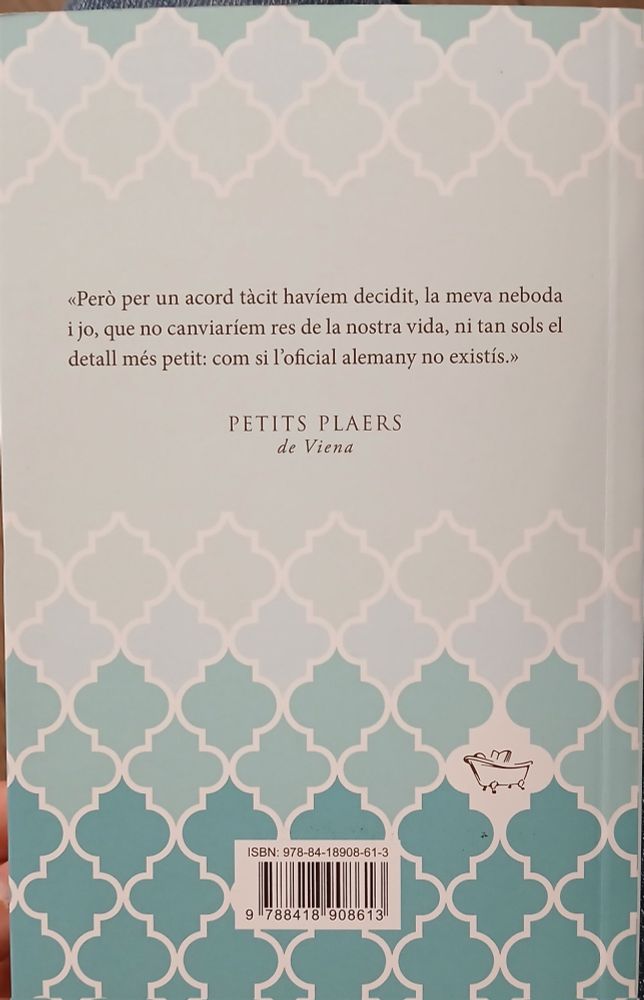 «Però per un acord tàcit havíem decidit, la meva neboda
i jo, que no canviaríem res de la nostra vida, ni tan sols el
detall més petit: com si l’oficial alemany no existís.»
PETITS PLAERS
de Viena
ISBN: 978-84-18908-61-3
9 788418 908613